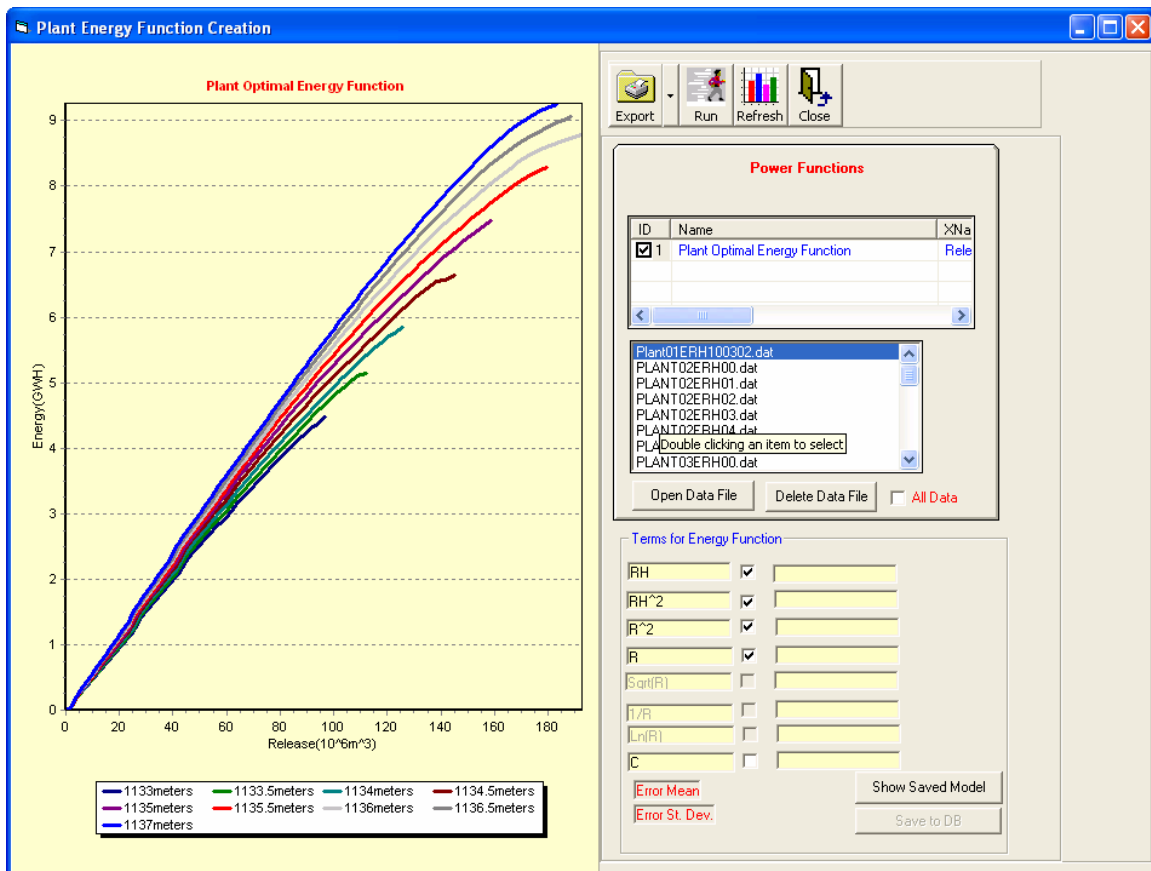 Plant Energy Function Creation
Plant Optimal Energy Function
9
8
7
6
5
4
3
2
1
0
Energy(GWH)
0 20 40 60 80 100 120 140 160 180
Release(10^6m^3)
1133meters 1133.5meters 1134meters 1134.5meters
1135meters 1135.5meters 1136meters 1136.5meters
1137meters
Export Run Refresh Close
Power Functions
ID Name XNa
1 Plant Optimal Energy Function Rele
Plant01ERH100302.dat
PLANT02ERH00.dat
PLANT02ERH01.dat
PLANT02ERH02.dat
PLANT02ERH03.dat
PLANT02ERH04.dat
PLA Double clicking an item to select
PLANT03ERH00.dat
Open Data File Delete Data File All Data
Terms for Energy Function
RH
RH^2
R^2
R
Sqrt(R)
1/R
Ln(R)
C
Error Mean Show Saved Model
Error St. Dev. Save to DB